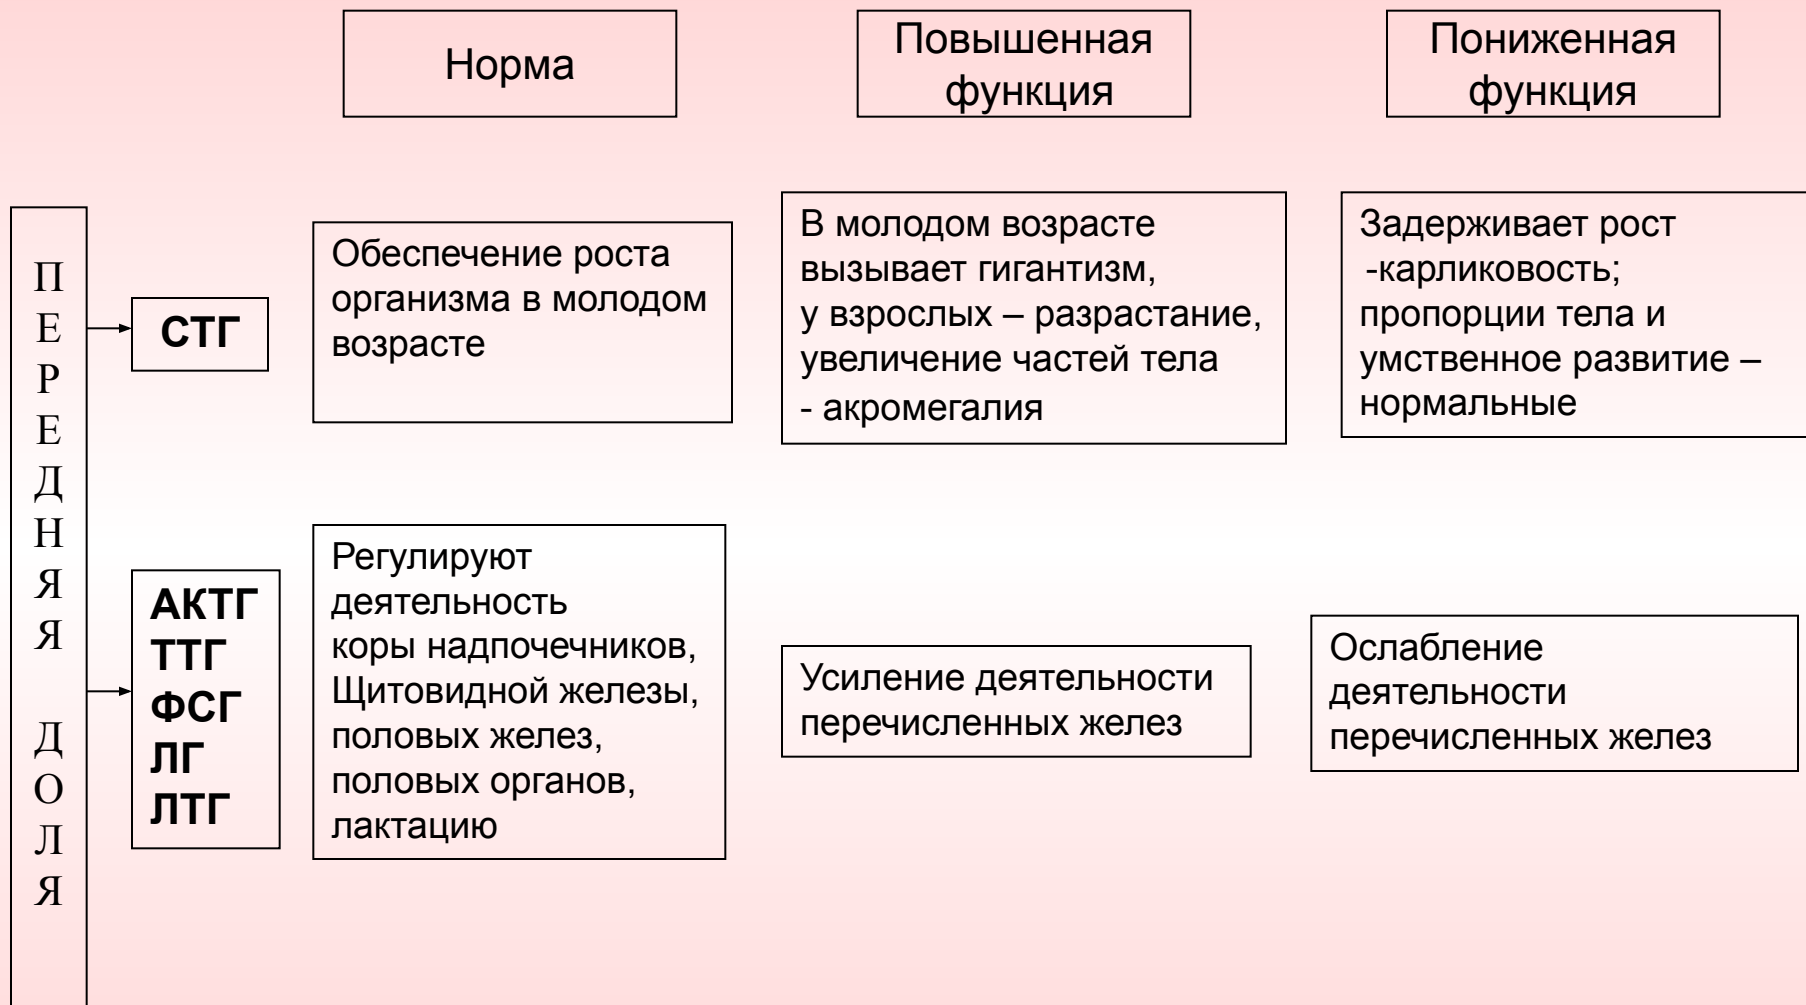 Норма
Повышенная
функция
Пониженная
функция
ПЕРЕДНЯЯ ДОЛЯ
СТГ
Обеспечение роста
организма в молодом
возрасте
В молодом возрасте
вызывает гигантизм,
у взрослых – разрастание,
увеличение частей тела
- акромегалия
Задерживает рост
-карликовость;
пропорции тела и
умственное развитие –
нормальные
АКТГ
ТТГ
ФСГ
ЛГ
ЛТГ
Регулируют
деятельность
коры надпочечников,
Щитовидной железы,
половых желез,
половых органов,
лактацию
Усиление деятельности
перечисленных желез
Ослабление
деятельности
перечисленных желез